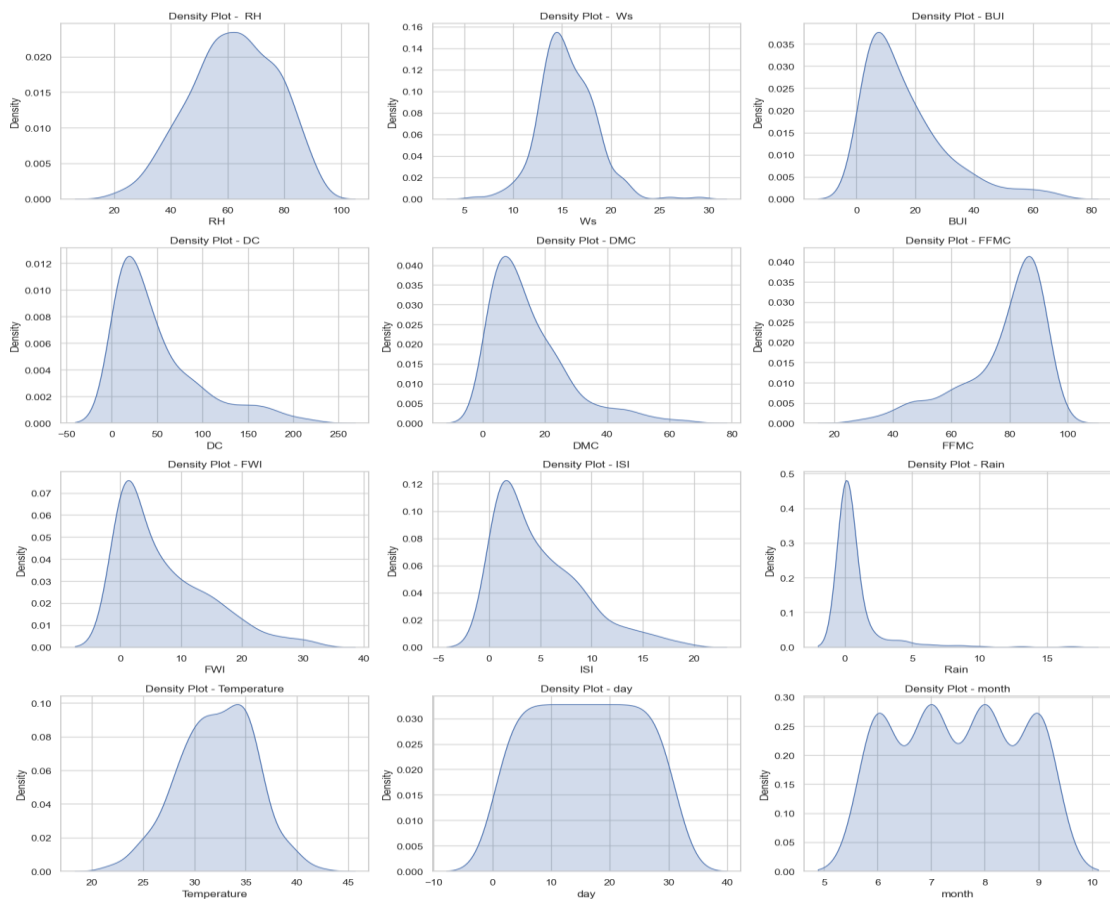 Density Plot - RH
Density
0.020
0.015
0.010
0.005
0.000
20 40 60 80 100
RH
Density Plot - Ws
Density
0.16
0.14
0.12
0.10
0.08
0.06
0.04
0.02
0.00
5 10 15 20 25 30
Ws
Density Plot - BUI
Density
0.035
0.030
0.025
0.020
0.015
0.010
0.005
0.000
0 20 40 60 80
BUI
Density Plot - DC
Density
0.012
0.010
0.008
0.006
0.004
0.002
0.000
−50 0 50 100 150 200 250
DC
Density Plot - DMC
Density
0.040
0.035
0.030
0.025
0.020
0.015
0.010
0.005
0.000
0 20 40 60 80
DMC
Density Plot - FFMC
Density
0.040
0.035
0.030
0.025
0.020
0.015
0.010
0.005
0.000
20 40 60 80 100
FFMC
Density Plot - FWI
Density
0.07
0.06
0.05
0.04
0.03
0.02
0.01
0.00
0 10 20 30 40
FWI
Density Plot - ISI
Density
0.12
0.10
0.08
0.06
0.04
0.02
0.00
−5 0 5 10 15 20
ISI
Density Plot - Rain
Density
0.5
0.4
0.3
0.2
0.1
0.0
0 5 10 15
Rain
Density Plot - Temperature
Density
0.10
0.08
0.06
0.04
0.02
0.00
20 25 30 35 40 45
Temperature
Density Plot - day
Density
0.030
0.025
0.020
0.015
0.010
0.005
0.000
−10 0 10 20 30 40
day
Density Plot - month
Density
0.30
0.25
0.20
0.15
0.10
0.05
0.00
5 6 7 8 9 10
month